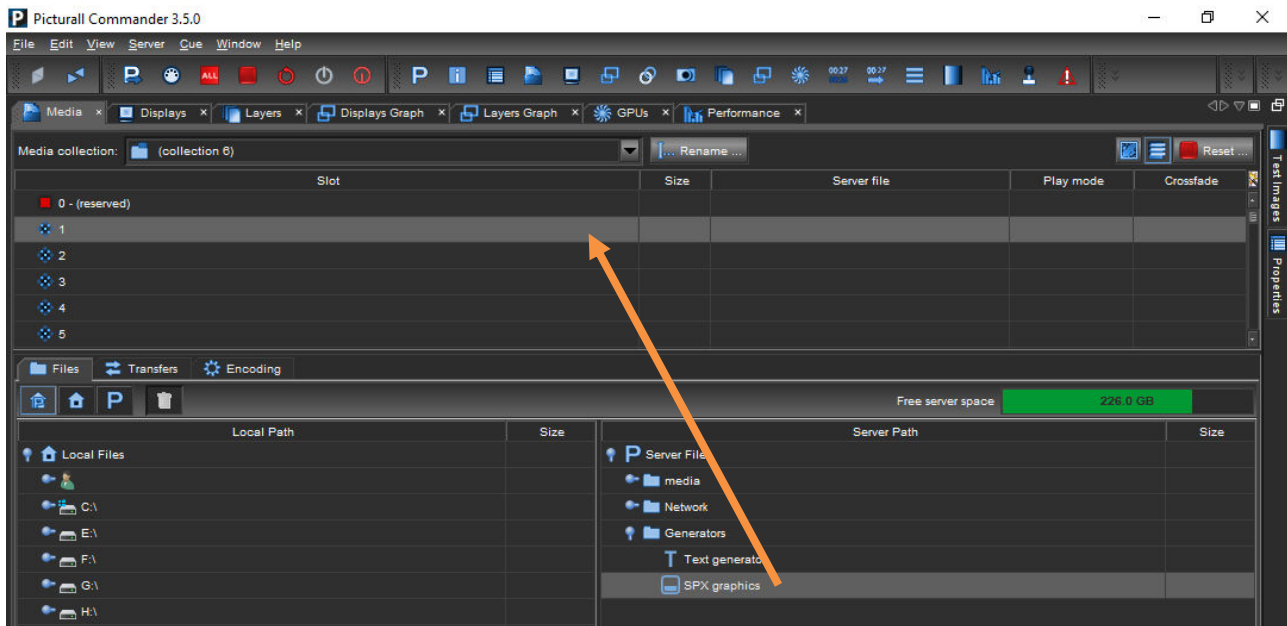 Picturall Commander 3.5.0
File Edit View Server Cue Window Help
ALL 00:27 00:27
Media Displays Layers Displays Graph Layers Graph GPUs Performance
Media collection: (collection 6) Rename ... Reset ...
Slot Size Server file Play mode Crossfade
0 - (reserved)
1
2
3
4
5
Test Images
Properties
Files Transfers Encoding
Free server space 226.0 GB
Local Path Size Server Path Size
Local Files Server File
media
C:\ Network
E:\ Generators
F:\ Text generato
G:\ SPX graphics
H:\